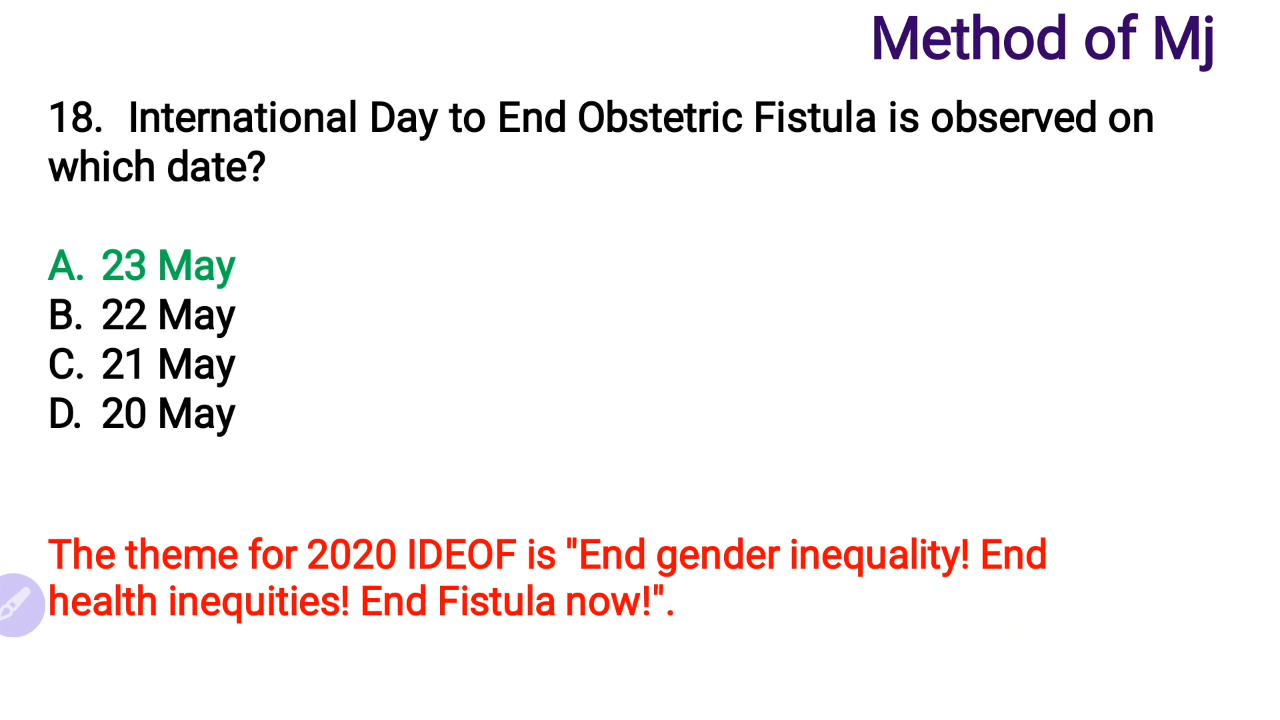 Method of Mj
18. International Day to End Obstetric Fistula is observed on
which date?
A. 23 May
B. 22 May
C. 21 May
D. 20 May
The theme for 2020 IDEOF is "End gender inequality! End
health inequities! End Fistula now!".